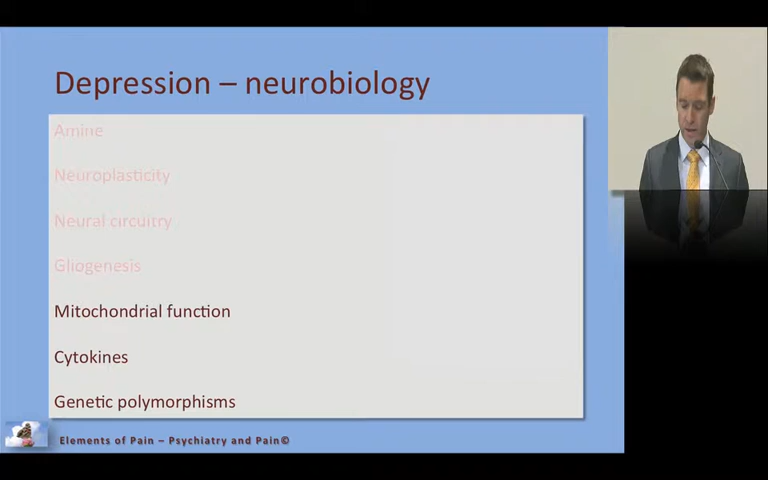 Depression – neurobiology
Amine
Neuroplasticity
Neural circuitry
Gliogenesis
Mitochondrial function
Cytokines
Genetic polymorphisms
Elements of Pain – Psychiatry and Pain©